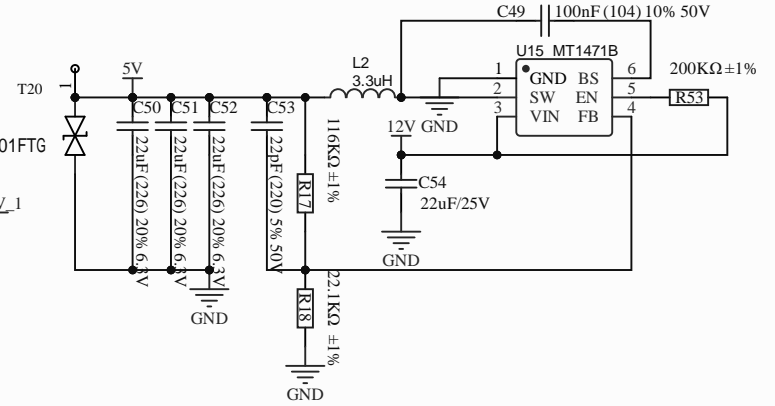 C49 100nF (104) 10% 50V
U15 MT1471B
L2
3.3uH
200KΩ±1%
5V
T20
1
1 GND BS 6
2 SW EN 5
3 VIN FB 4
R53
GND
12V
C50 C51 C52 C53
22uF (226) 20% 6.3V
22uF (226) 20% 6.3V
22uF (226) 20% 6.3V
22pF (220) 5% 50V
116KΩ ±1%
R17
01FTG
V_1
C54
22uF/25V
GND
R18
22.1KΩ ±1%
GND
GND